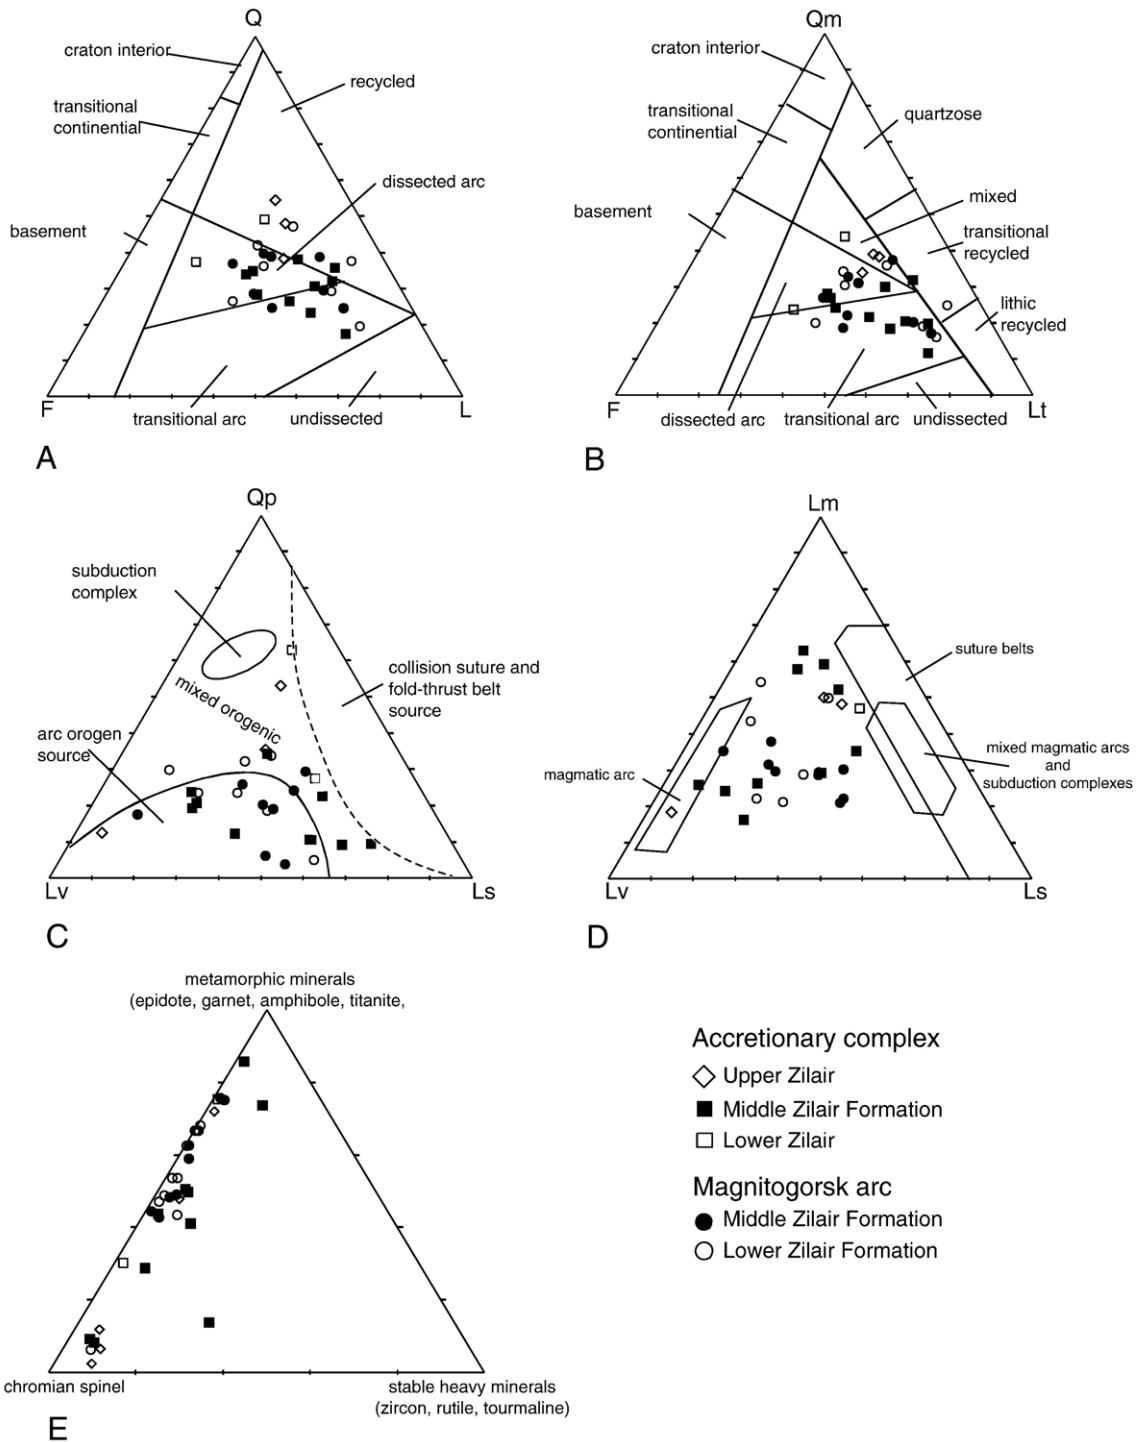 Q
craton interior
recycled
transitional
continental
dissected arc
basement
F
L
transitional arc
undissected
A
Qm
craton interior
transitional
continental
quartzose
mixed
basement
transitional
recycled
lithic
recycled
F
Lt
dissected arc
transitional arc
undissected
B
Qp
subduction
complex
mixed orogenic
collision suture and
fold-thrust belt
source
arc orogen
source
Lv
Ls
C
Lm
suture belts
mixed magmatic arcs
and
subduction complexes
magmatic arc
Lv
Ls
D
metamorphic minerals
(epidote, garnet, amphibole, titanite,
chromian spinel
stable heavy minerals
(zircon, rutile, tourmaline)
E
Accretionary complex
Upper Zilair
Middle Zilair Formation
Lower Zilair
Magnitogorsk arc
Middle Zilair Formation
Lower Zilair Formation